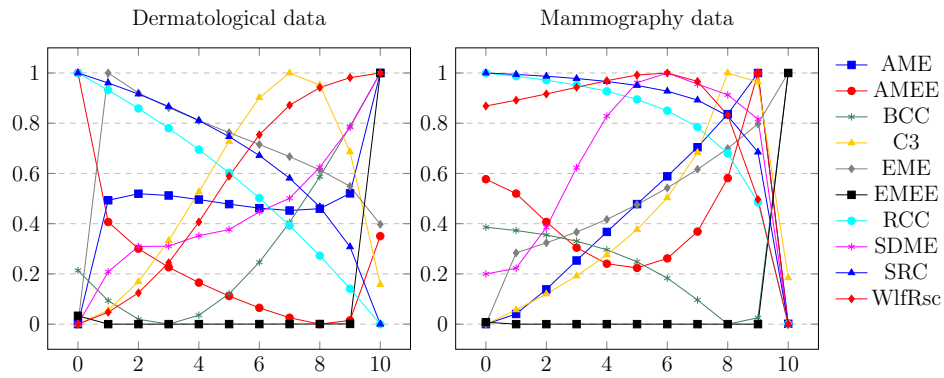 Dermatological data
Mammography data
1
0.8
0.6
0.4
0.2
0
0 2 4 6 8 10
1
0.8
0.6
0.4
0.2
0
0 2 4 6 8 10
AME
AMEE
BCC
C3
EME
EMEE
RCC
SDME
SRC
WlfRsc